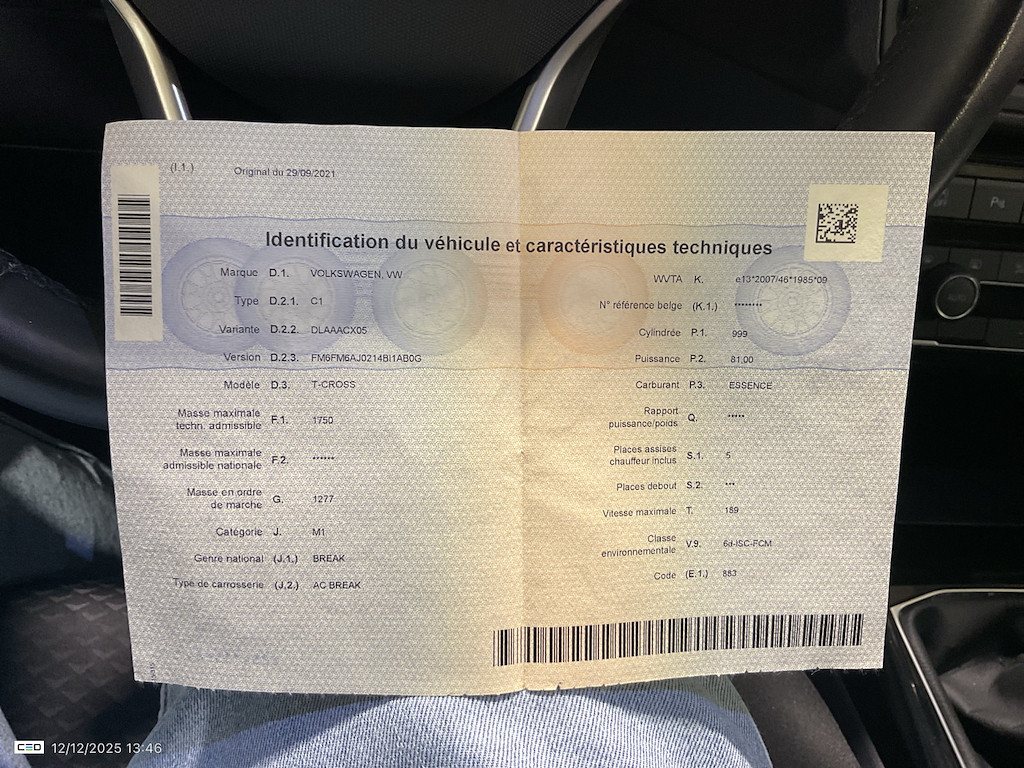 (I.1.) Original du 29/09/2021
Identification du véhicule et caractéristiques techniques
Marque D.1. VOLKSWAGEN, VW
Type D.2.1. C1
Variante D.2.2. DLAAACX05
Version D.2.3. FM6FM6AJ0214BI1AB0G
Modèle D.3. T-CROSS
Masse maximale
techn. admissible F.1. 1750
Masse maximale
admissible nationale F.2. ******
Masse en ordre
de marche G. 1277
Catégorie J. M1
Genre national (J.1.) BREAK
Type de carrosserie (J.2.) AC BREAK
WVTA K. e13*2007/46*1985*09
N° référence belge (K.1.) ********
Cylindrée P.1. 999
Puissance P.2. 81,00
Carburant P.3. ESSENCE
Rapport
puissance/poids Q. *****
Places assises
chauffeur inclus S.1. 5
Places debout S.2. ***
Vitesse maximale T. 189
Classe
environnementale V.9. 6d-ISC-FCM
Code (E.1.) 883
AUTO
CEO 12/12/2025 13:46